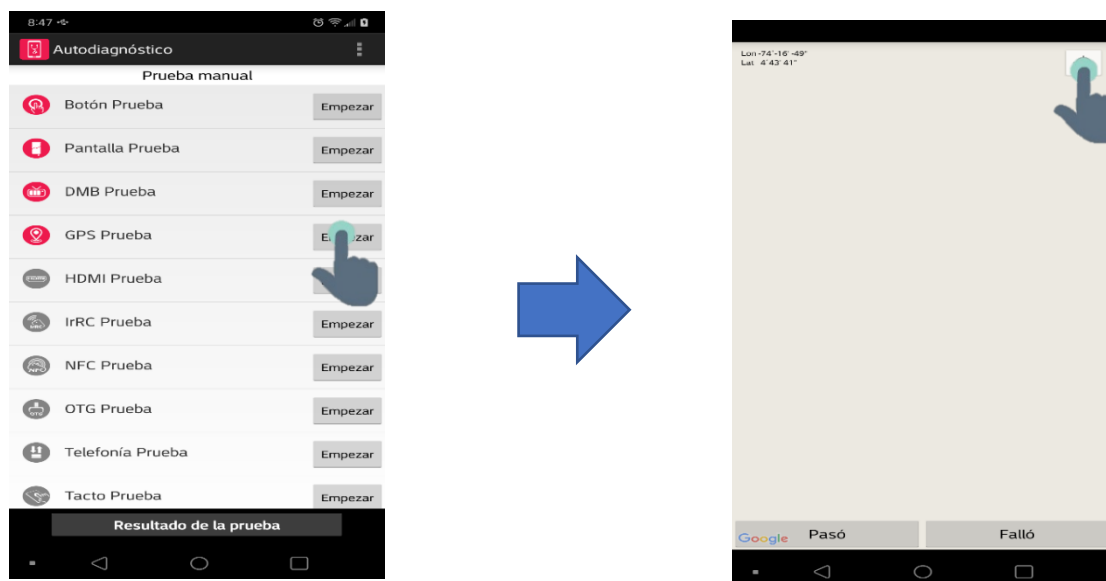 8:47
Autodiagnóstico
Prueba manual
Botón Prueba
Empezar
Pantalla Prueba
Empezar
DMB Prueba
Empezar
GPS Prueba
HDMI Prueba
IrRC Prueba
Empezar
NFC Prueba
Empezar
OTG Prueba
Empezar
Telefonía Prueba
Empezar
Tacto Prueba
Empezar
Resultado de la prueba
Lon -74°-16' -49"
Lat 4°43' 41"
Google
Pasó
Falló